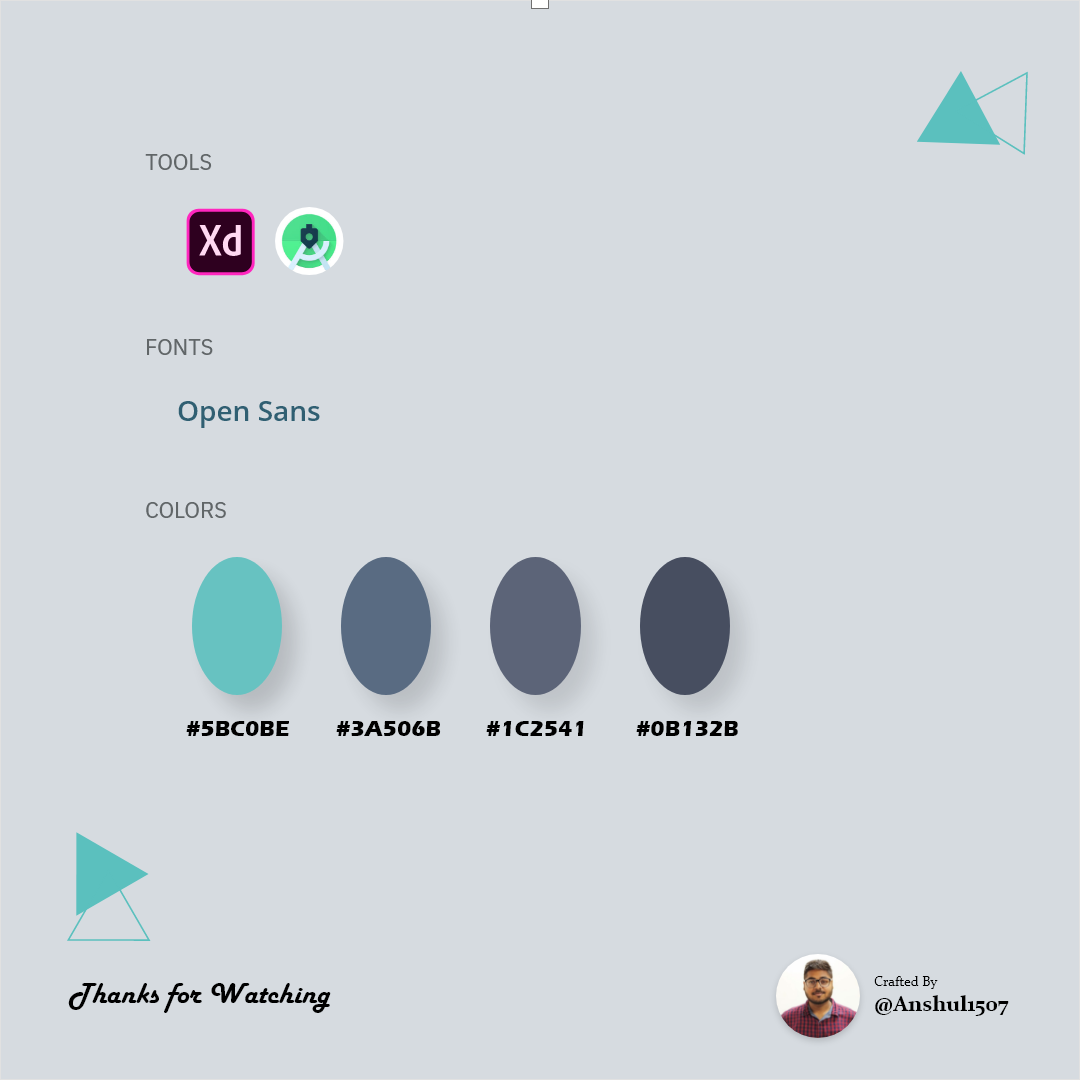 TOOLS
Xd
FONTS
Open Sans
COLORS
#5BC0BE #3A506B #1C2541 #0B132B
Thanks for Watching
Crafted By
@Anshul1507